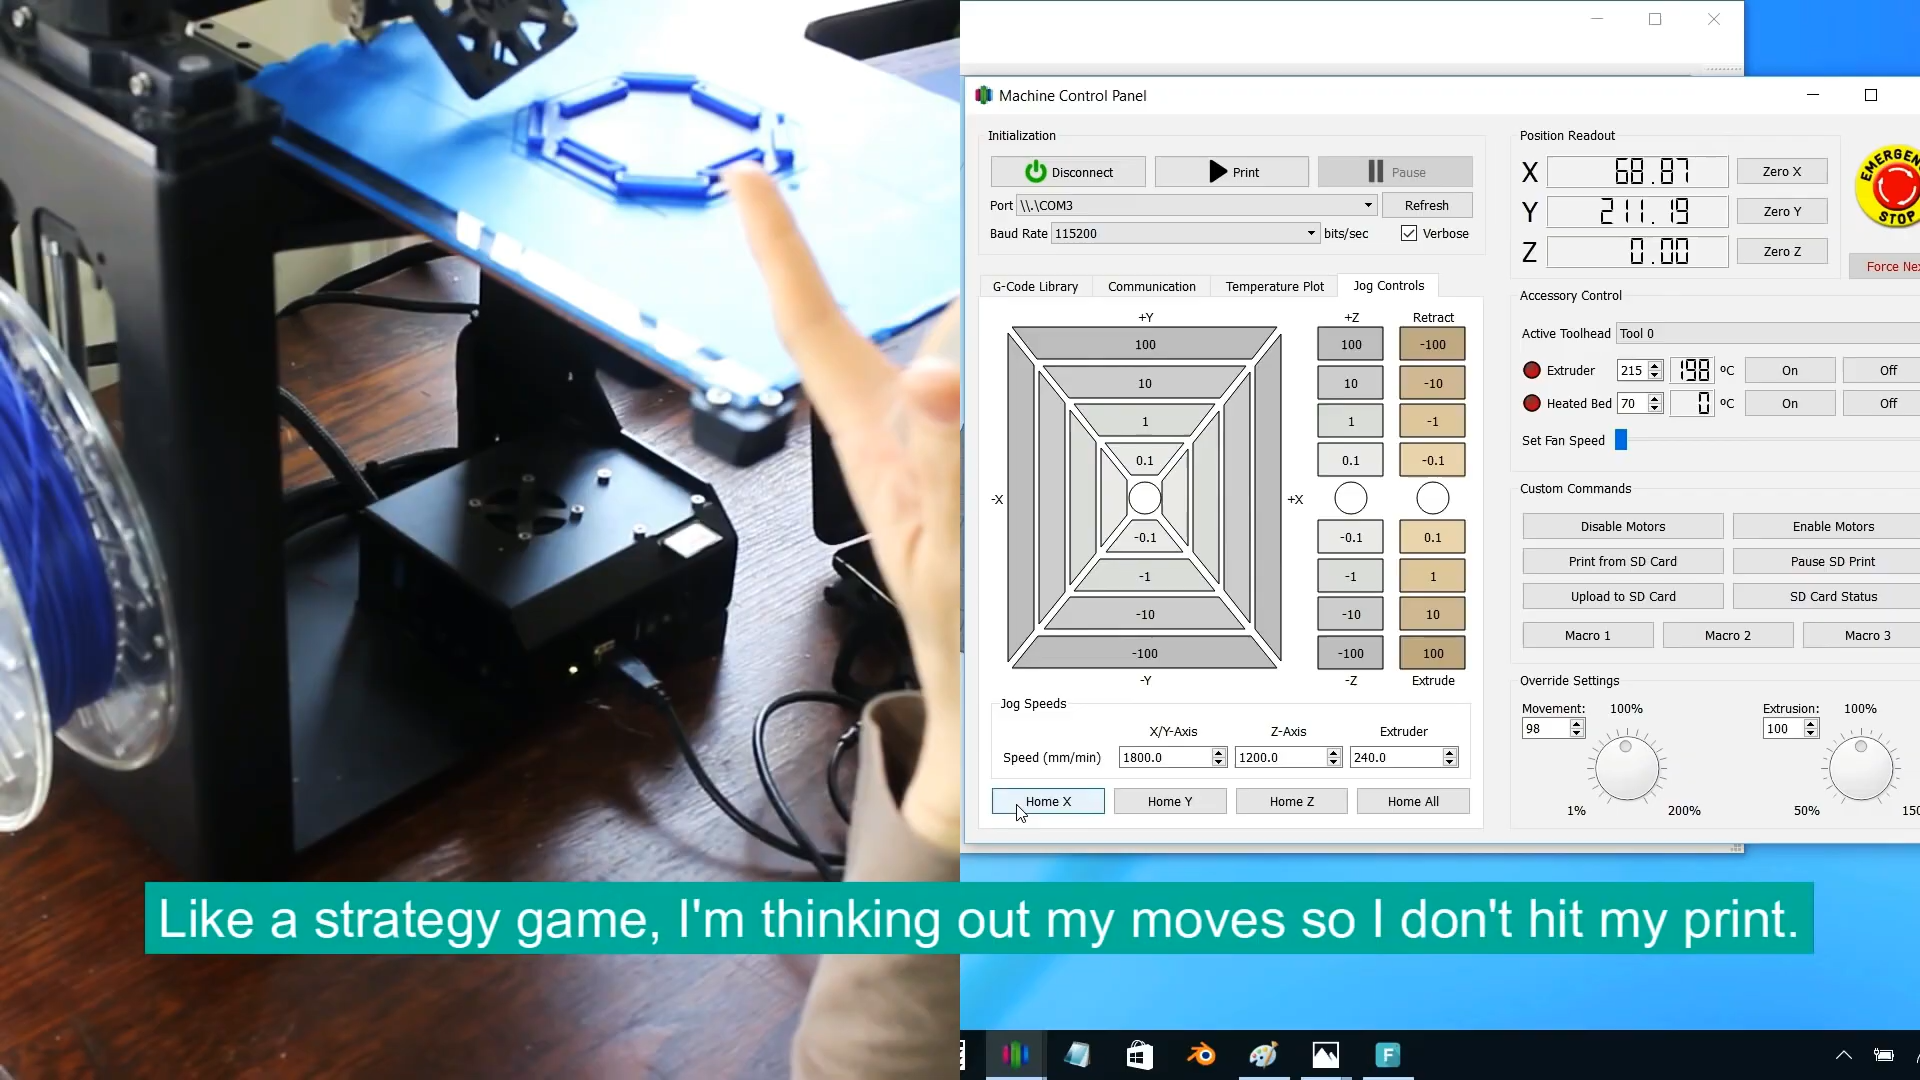 Machine Control Panel
Initialization
Disconnect
Print
Pause
Port
\\.\COM3
Refresh
Baud Rate
115200
bits/sec
Verbose
G-Code Library
Communication
Temperature Plot
Jog Controls
+Y
+Z
Retract
100
100
-100
10
10
-10
1
1
-1
0.1
0.1
-0.1
-X
+X
-0.1
-0.1
0.1
-1
-1
1
-10
-10
10
-100
-100
100
-Y
-Z
Extrude
Jog Speeds
X/Y-Axis
Z-Axis
Extruder
Speed (mm/min)
1800.0
1200.0
240.0
Home X
Home Y
Home Z
Home All
Position Readout
X
68.87
Zero X
Y
211.19
Zero Y
Z
0.00
Zero Z
STOP
Force
Accessory Control
Active Toolhead
Tool 0
Extruder
215
198
ºC
On
Off
Heated Bed
70
0
ºC
On
Off
Set Fan Speed
Custom Commands
Disable Motors
Enable Motors
Print from SD Card
Pause SD Print
Upload to SD Card
SD Card Status
Macro 1
Macro 2
Macro 3
Override Settings
Movement:
100%
Extrusion:
100%
98
100
1%
200%
50%
Like a strategy game, I'm thinking out my moves so I don't hit my print.
F